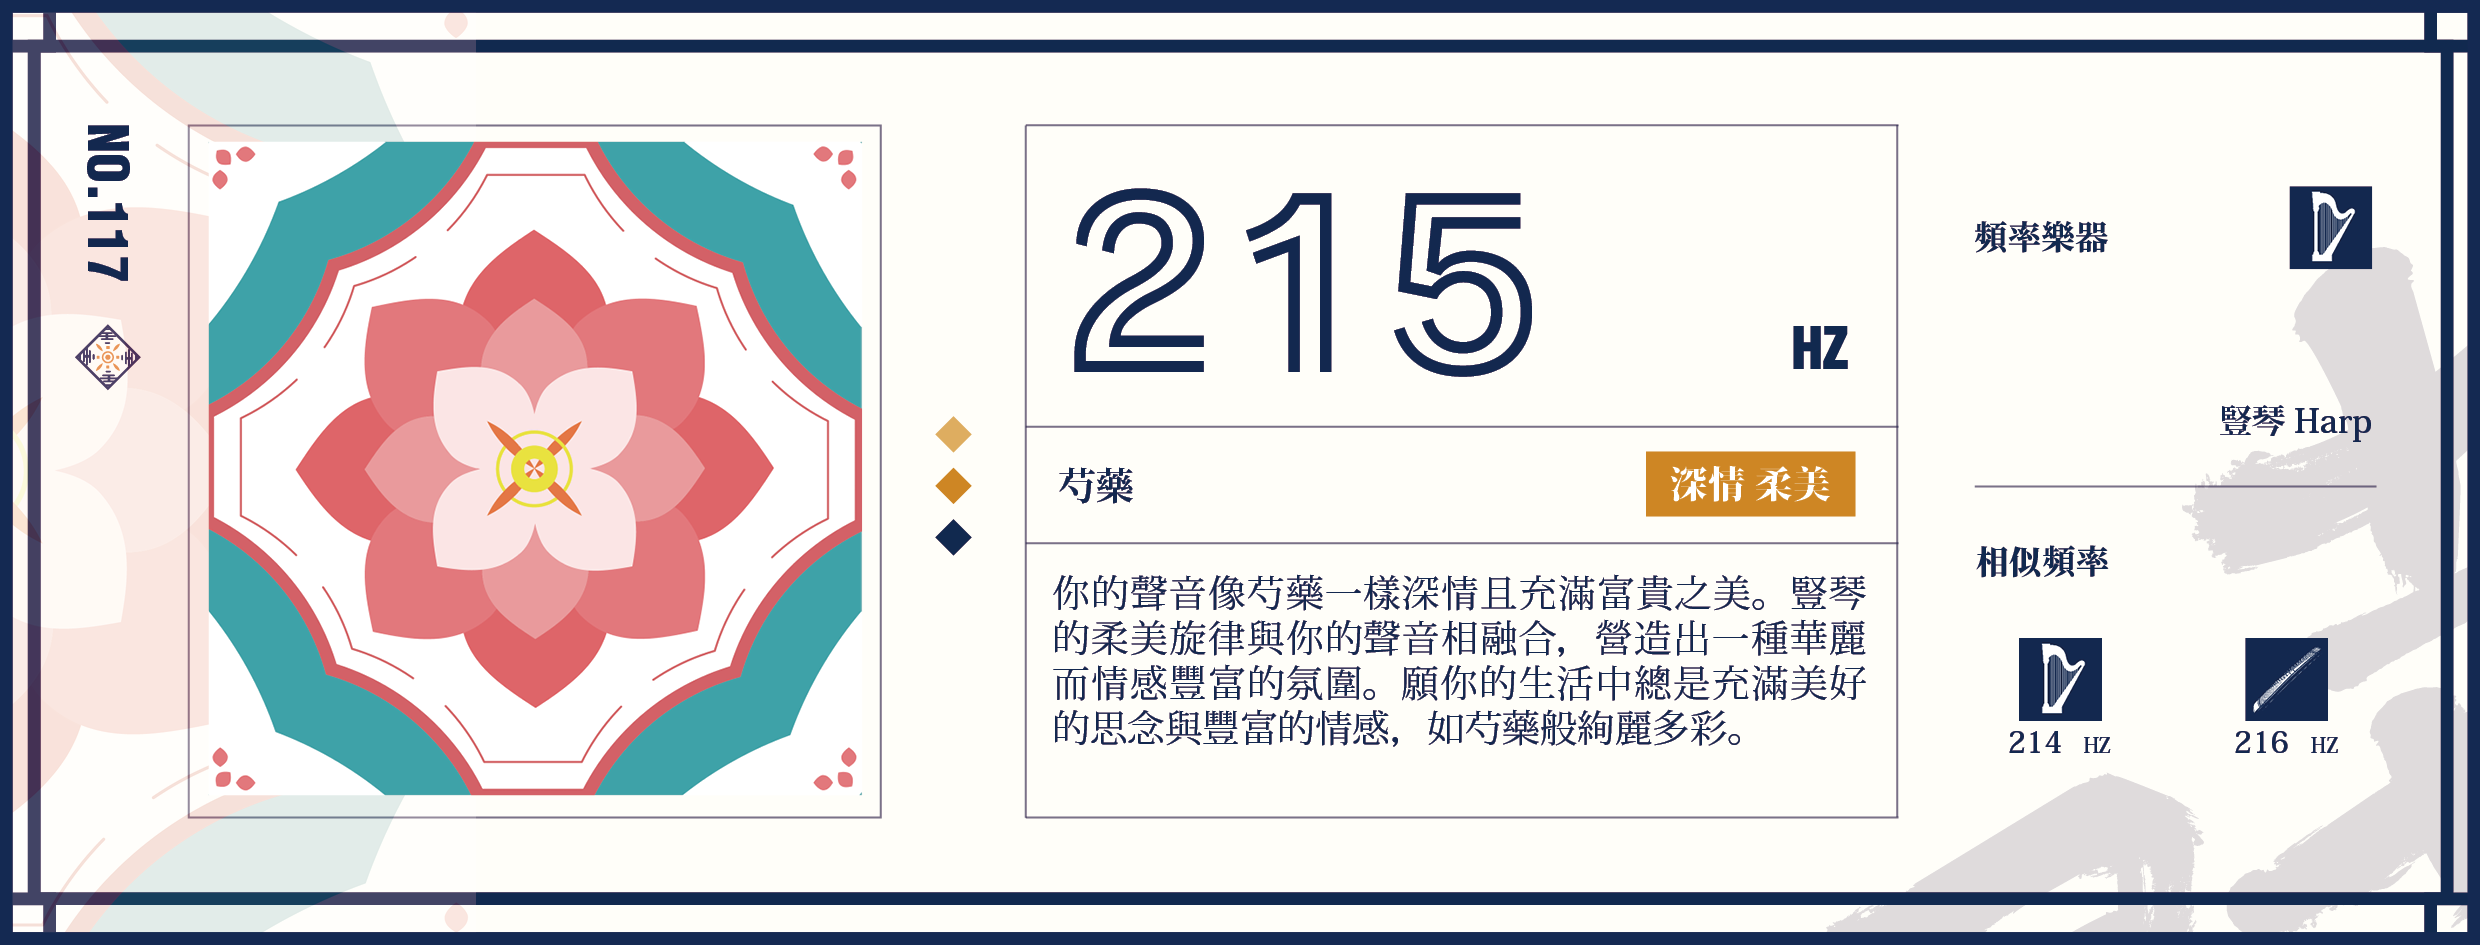 NO.117
215
HZ
芍藥
深情 柔美
你的聲音像芍藥一樣深情且充滿富貴之美。豎琴
的柔美旋律與你的聲音相融合，營造出一種華麗
而情感豐富的氛圍。願你的生活中總是充滿美好
的思念與豐富的情感，如芍藥般絢麗多彩。
頻率樂器
豎琴 Harp
相似頻率
214 HZ
216 HZ